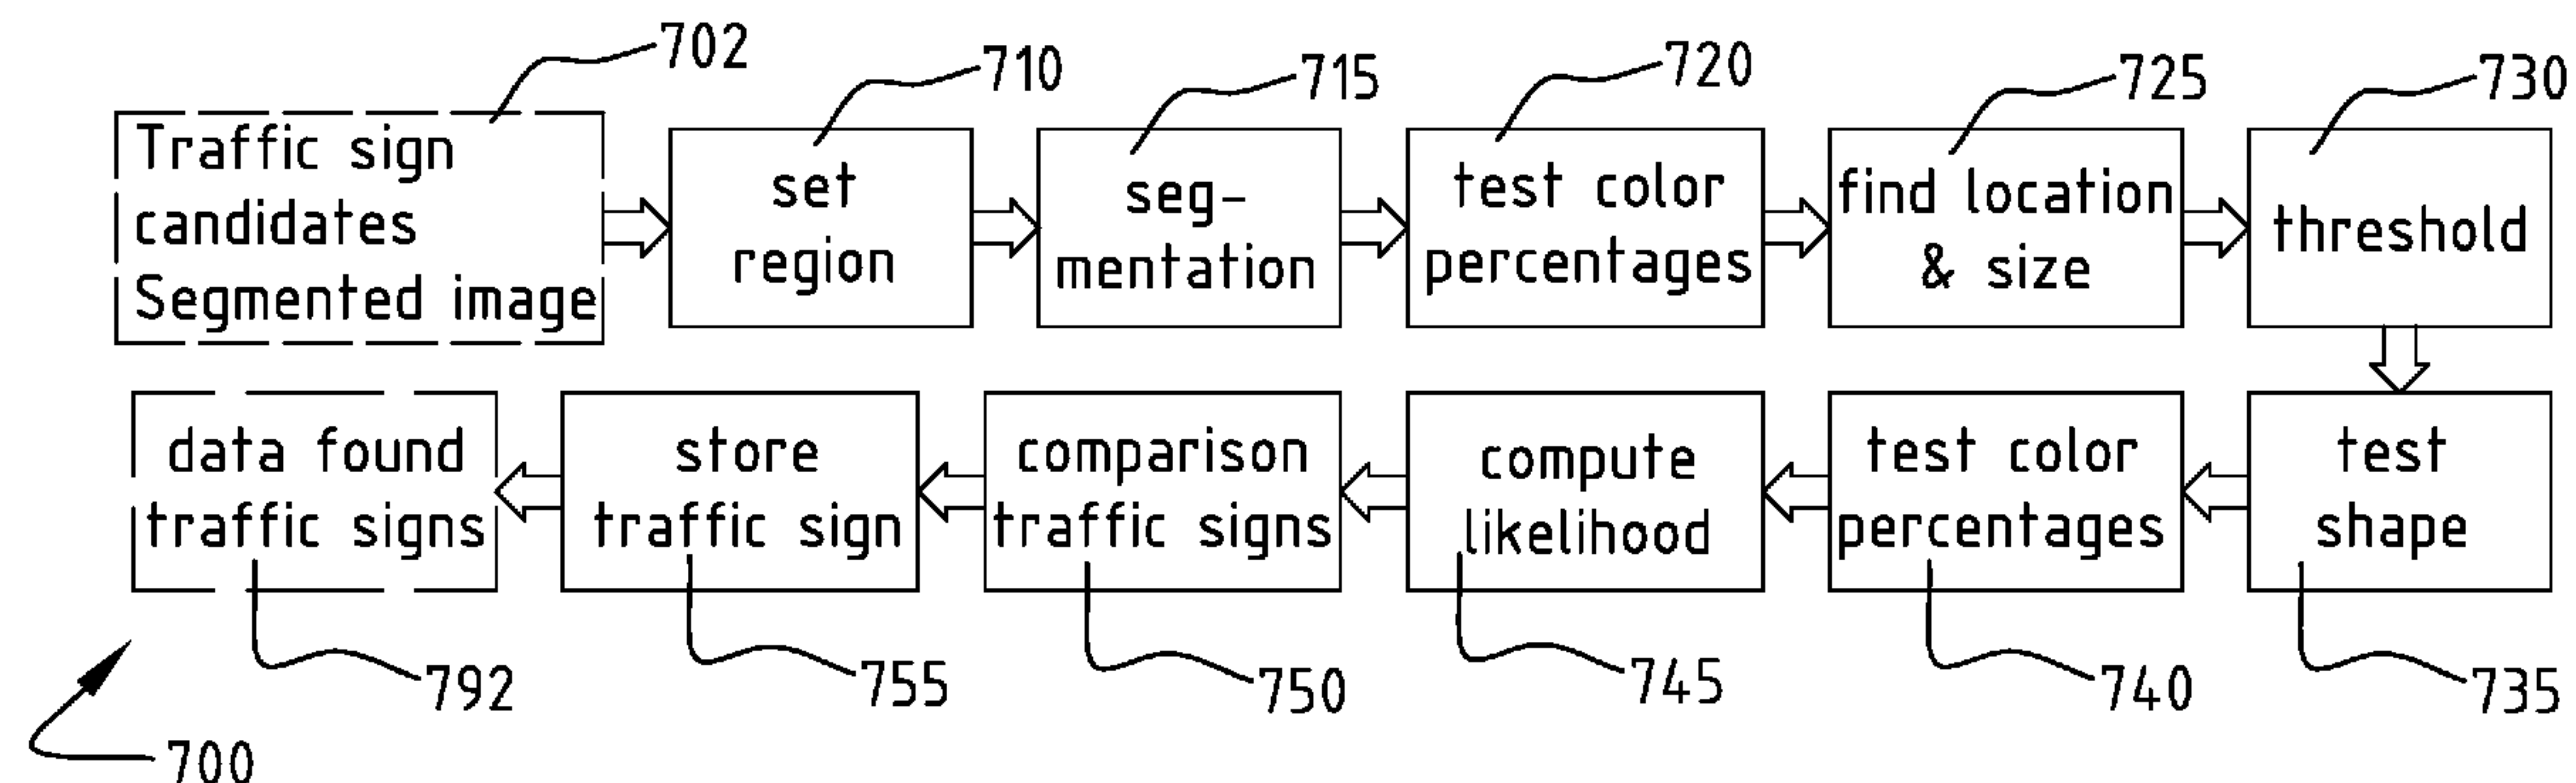 702
710
715
720
725
730
Traffic sign
candidates
Segmented image
set
region
seg-
mentation
test color
percentages
find location
& size
threshold
data found
traffic signs
store
traffic sign
comparison
traffic signs
compute
likelihood
test color
percentages
test
shape
792
755
750
745
740
735
700